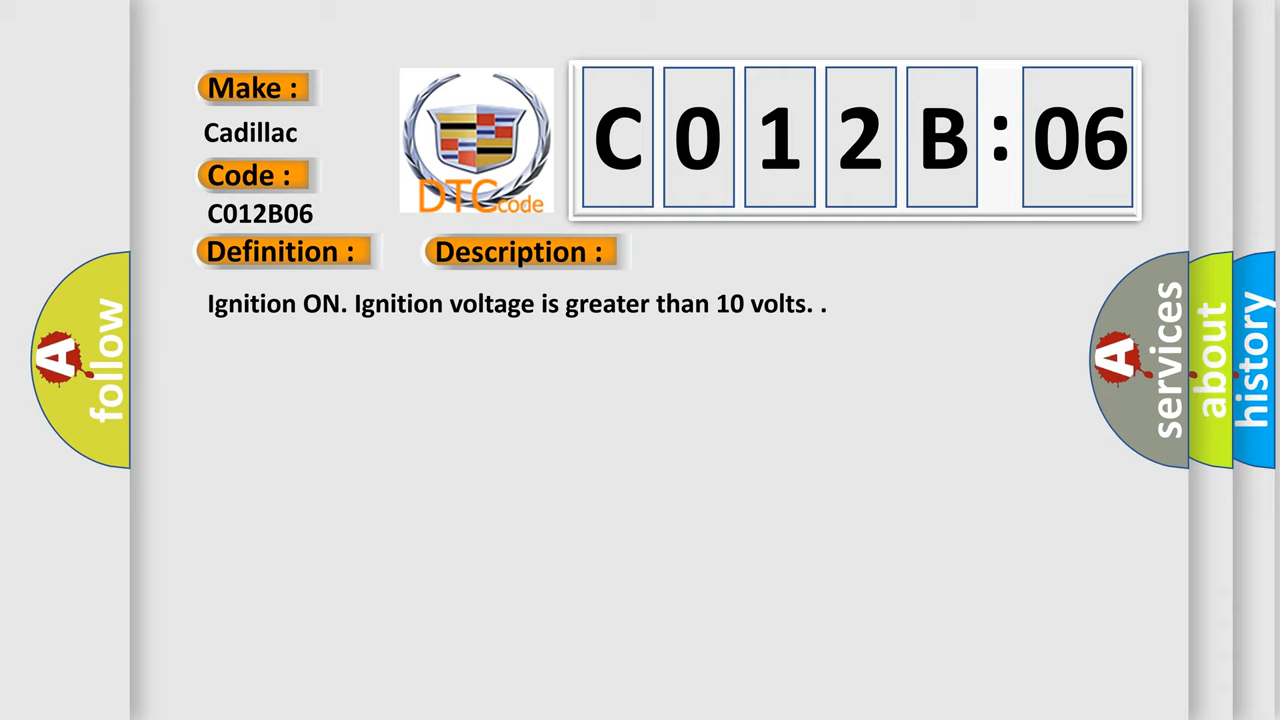 Make :
Cadillac
Code :
C012B06
Definition :
Description :
Ignition ON. Ignition voltage is greater than 10 volts. .
DTC code
C 0 1 2 B : 06
A follow
A services
about
history